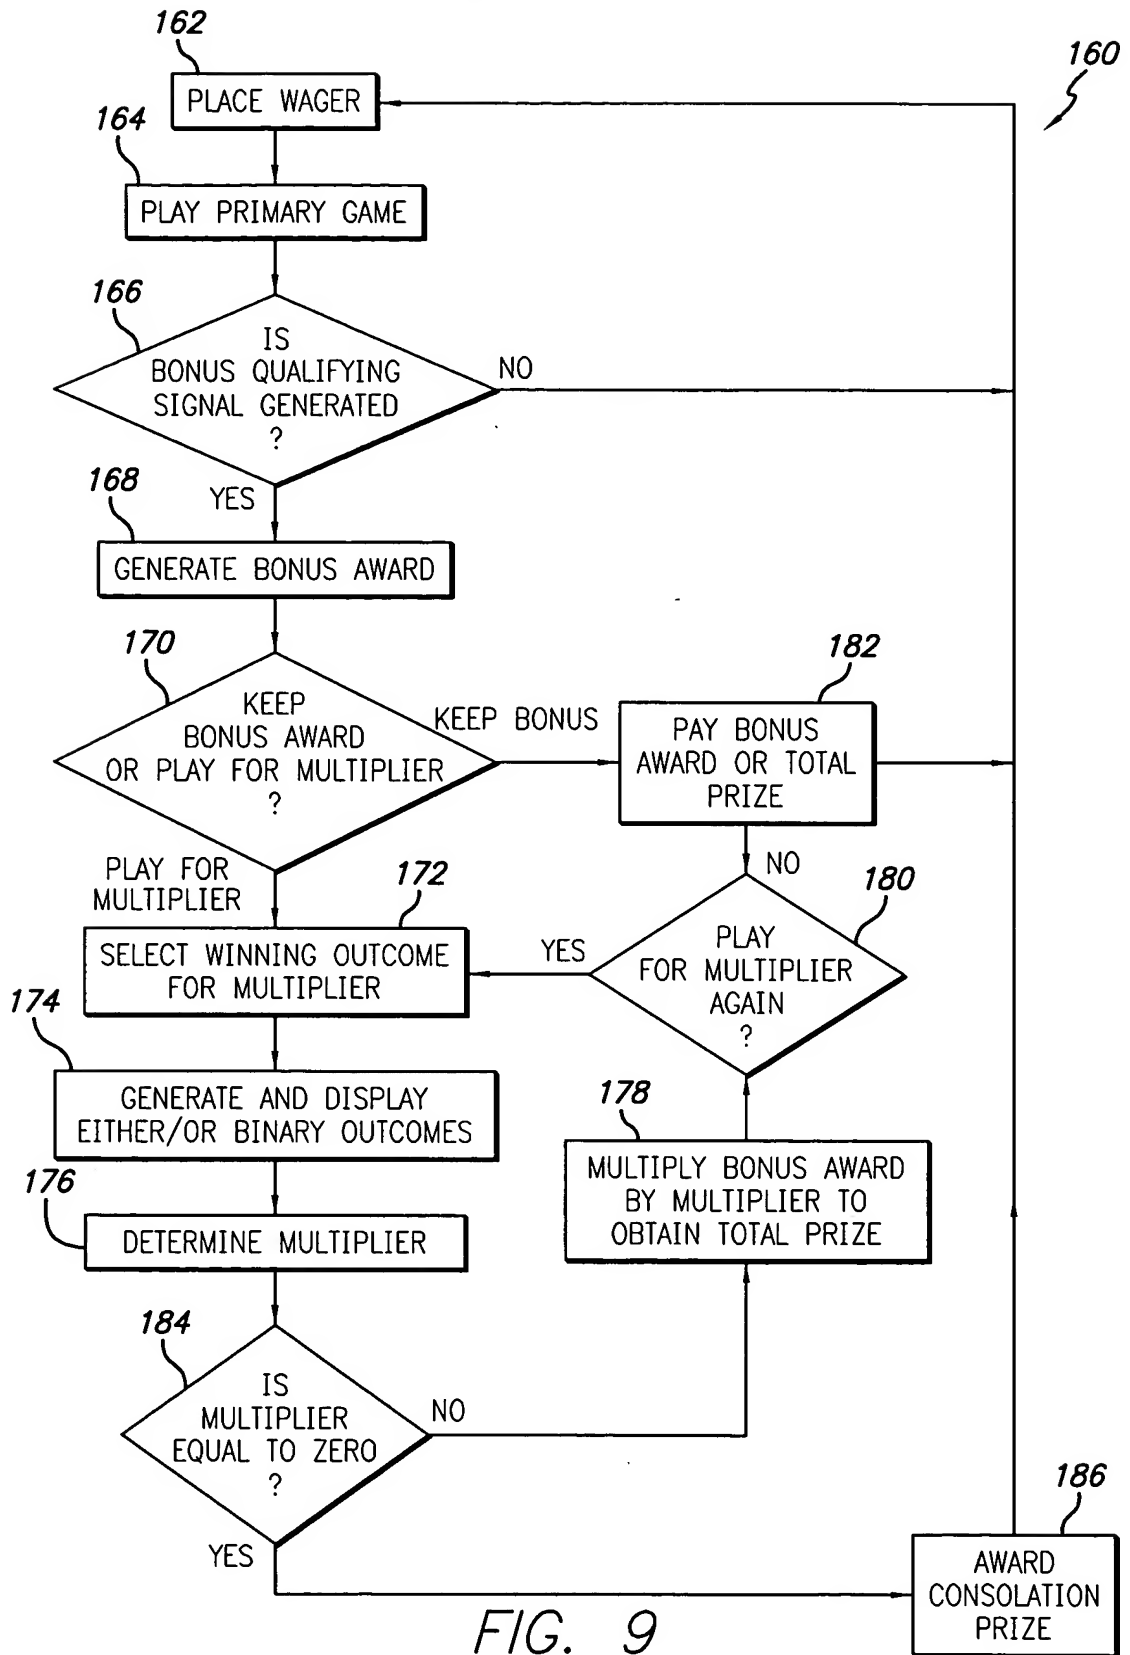 162
160
PLACE WAGER
164
PLAY PRIMARY GAME
166
IS
BONUS QUALIFYING
SIGNAL GENERATED
?
NO
YES
168
GENERATE BONUS AWARD
170
KEEP
BONUS AWARD
OR PLAY FOR MULTIPLIER
?
KEEP BONUS
182
PAY BONUS
AWARD OR TOTAL
PRIZE
PLAY FOR
MULTIPLIER
172
SELECT WINNING OUTCOME
FOR MULTIPLIER
NO
180
PLAY
FOR MULTIPLIER
AGAIN
?
YES
174
GENERATE AND DISPLAY
EITHER/OR BINARY OUTCOMES
178
MULTIPLY BONUS AWARD
BY MULTIPLIER TO
OBTAIN TOTAL PRIZE
176
DETERMINE MULTIPLIER
184
IS
MULTIPLIER
EQUAL TO ZERO
?
NO
YES
186
AWARD
CONSOLATION
PRIZE
FIG. 9